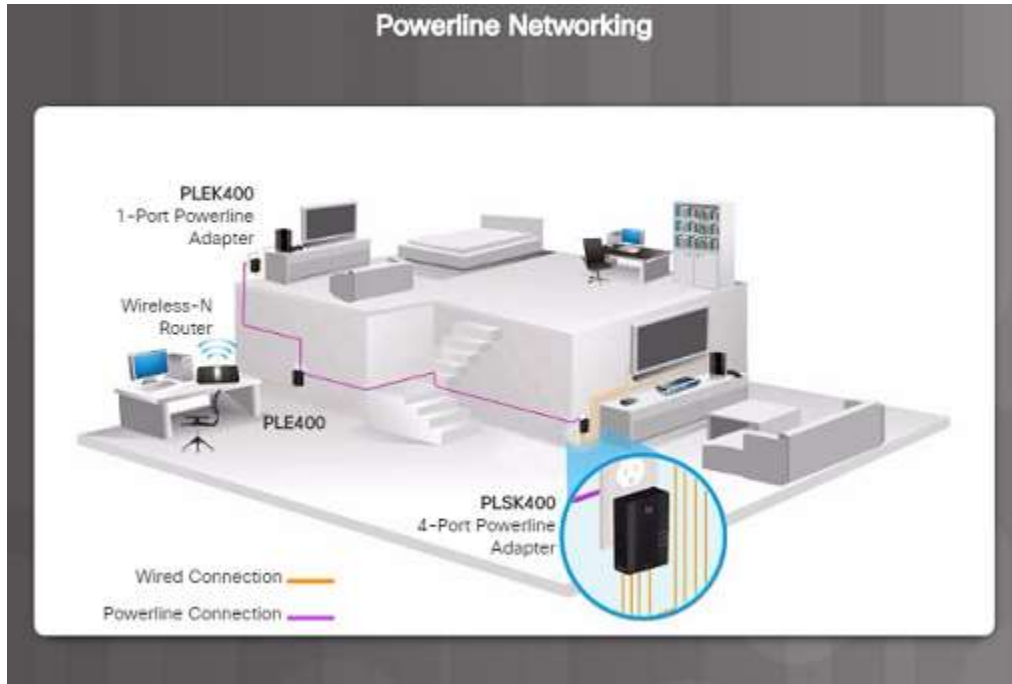 Powerline Networking
PLEK400
1-Port Powerline
Adapter
Wireless-N
Router
PLE400
PLSK400
4-Port Powerline
Adapter
Wired Connection
Powerline Connection